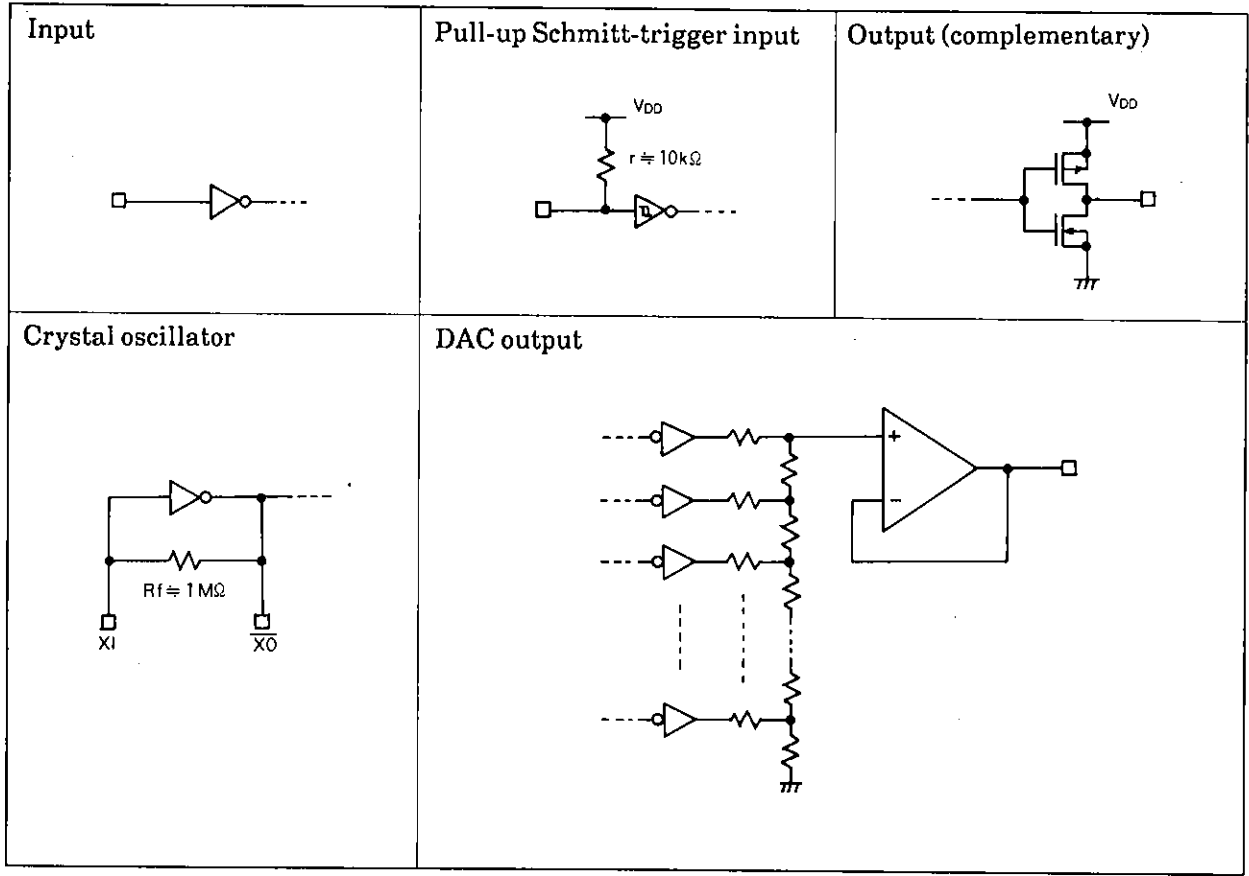 Input
Pull-up Schmitt-trigger input
Output (complementary)
VDD
r ≒ 10kΩ
VDD
Crystal oscillator
DAC output
+
−
Rf ≒ 1MΩ
XI
XO